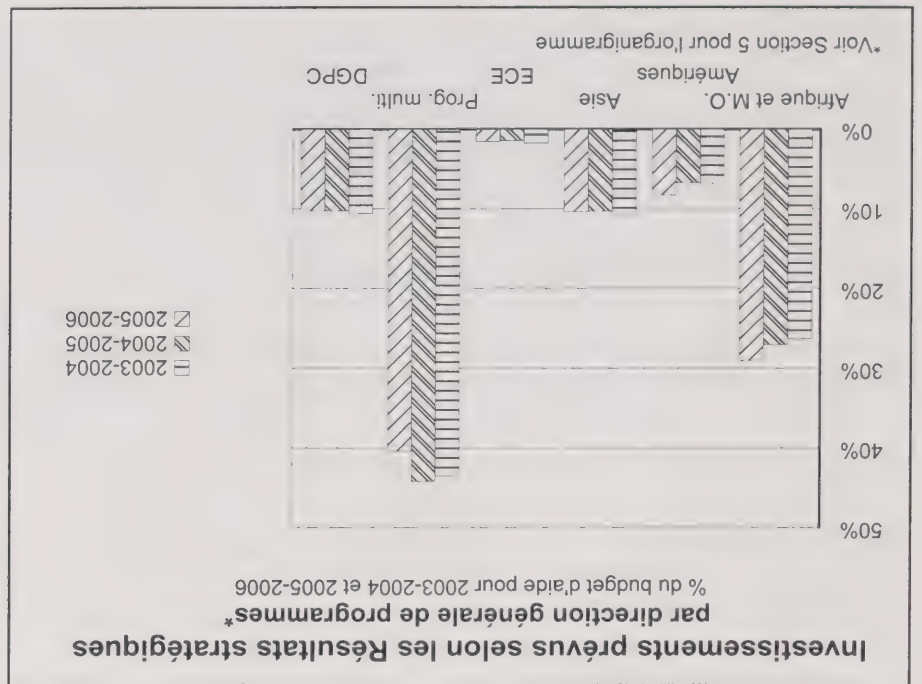 Investissements prévus selon les Résultats stratégiques
par direction générale de programmes*
% du budget d'aide pour 2003-2004 et 2005-2006
50%
40%
30%
20%
10%
0%
2003-2004
2004-2005
2005-2006
Afrique et M.O.
Amériques
Asie
ECE
Prog. multi.
DGPC
*Voir Section 5 pour l'organigramme